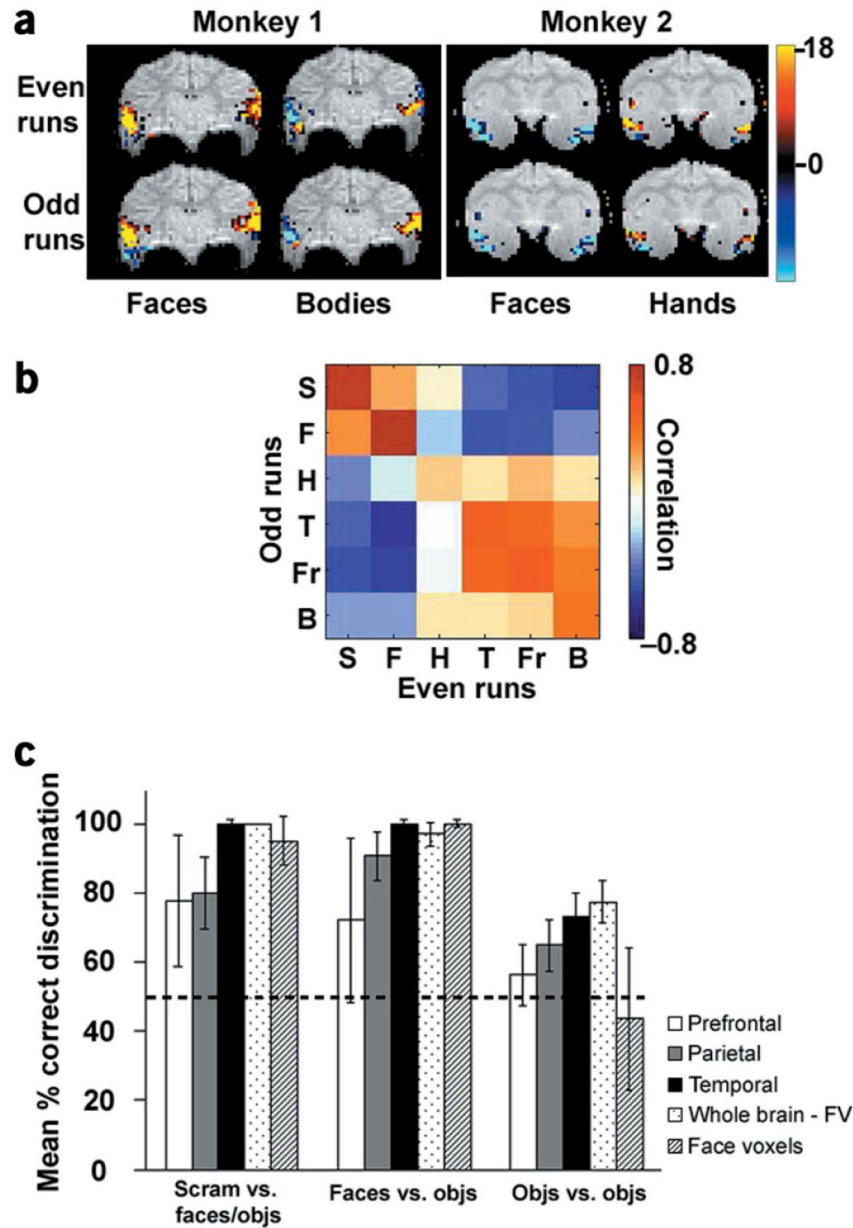 a
Monkey 1
Monkey 2
Even
runs
Odd
runs
18
0
Faces
Bodies
Faces
Hands
b
Odd runs
S
F
H
T
Fr
B
S F H T Fr B
Even runs
0.8
Correlation
–0.8
c
Mean % correct discrimination
100
80
60
40
20
0
Scram vs.
faces/objs
Faces vs. objs
Objs vs. objs
Prefrontal
Parietal
Temporal
Whole brain - FV
Face voxels